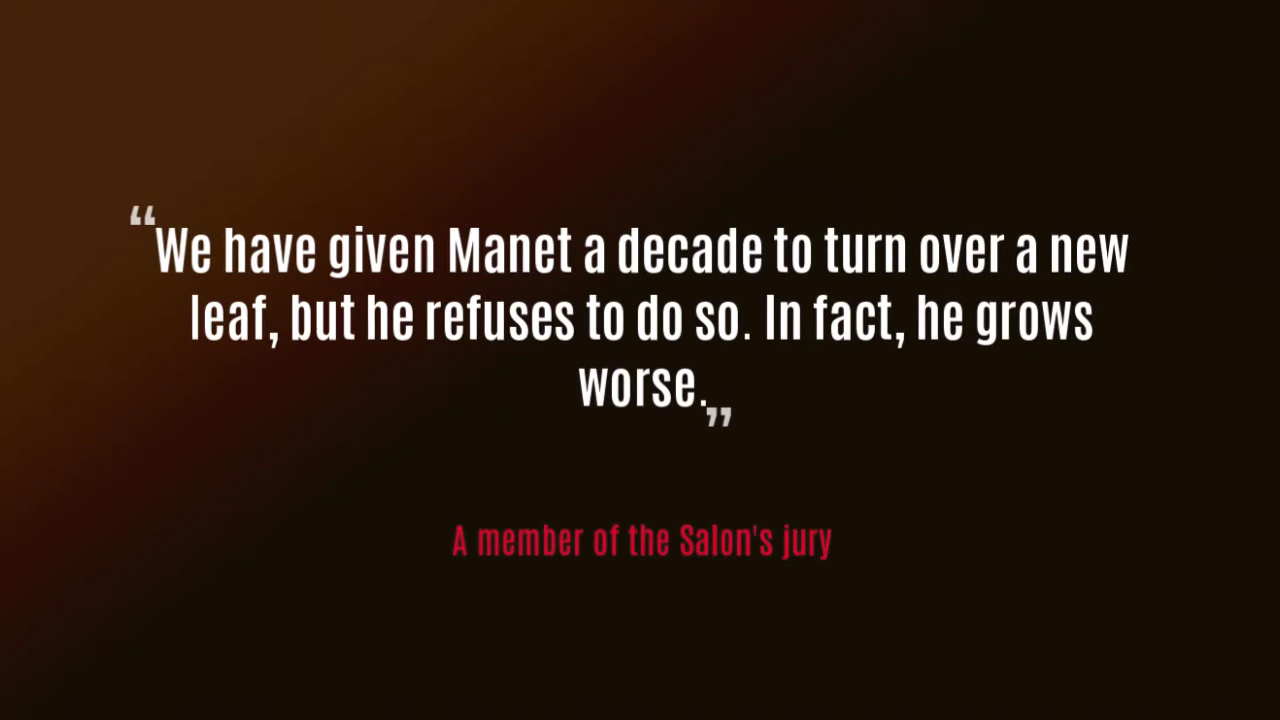 “We have given Manet a decade to turn over a new
leaf, but he refuses to do so. In fact, he grows
worse.”
A member of the Salon's jury